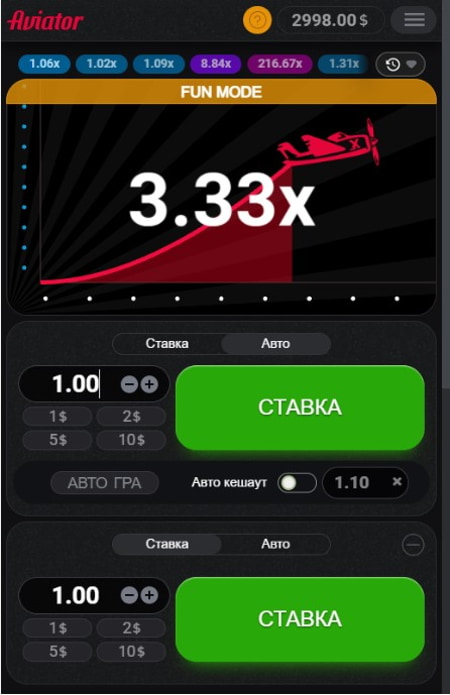 Aviator
? 2998.00 $
1.06x 1.02x 1.09x 8.84x 216.67x 1.31x
FUN MODE
X
3.33x
Ставка Авто
1.00
1$ 2$
5$ 10$
СТАВКА
АВТО ГРА Авто кешаут 1.10 ×
Ставка Авто
1.00
1$ 2$
5$ 10$
СТАВКА